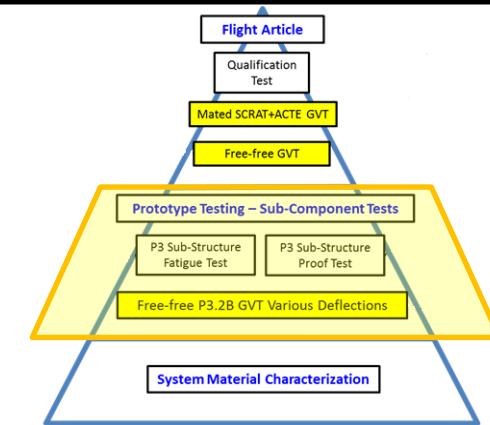 Flight Article
Qualification
Test
Mated SCRAT+ACTE GVT
Free-free GVT
Prototype Testing – Sub-Component Tests
P3 Sub-Structure
Fatigue Test
P3 Sub-Structure
Proof Test
Free-free P3.2B GVT Various Deflections
System Material Characterization